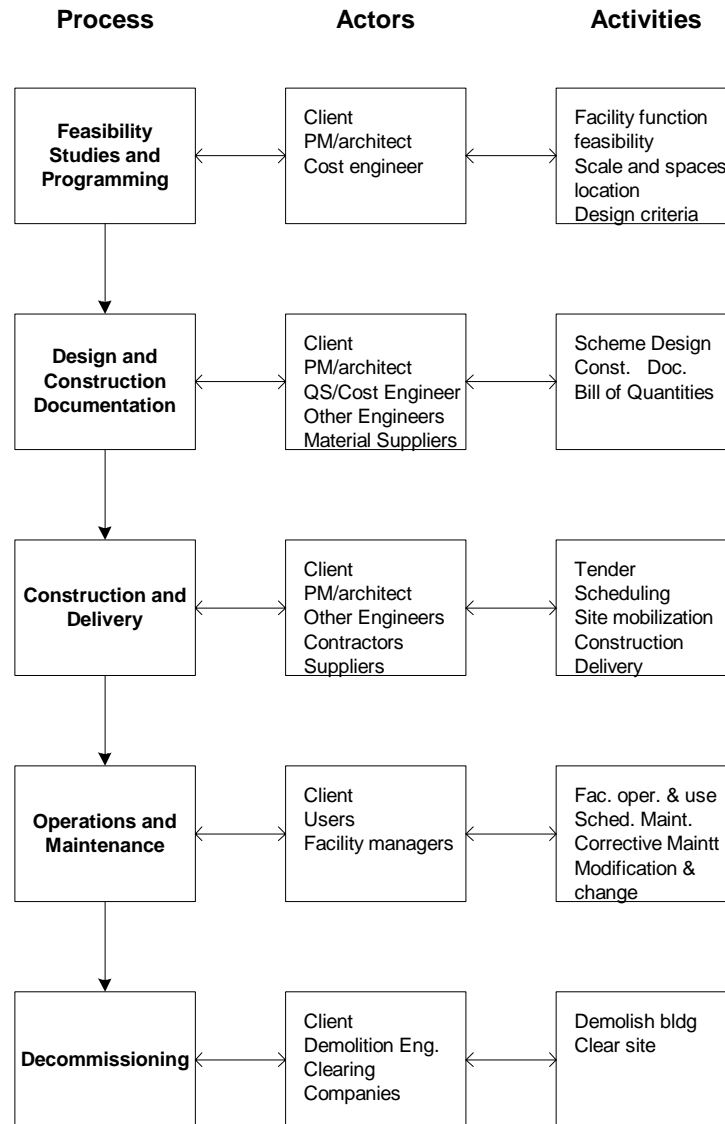 Process
Actors
Activities
Feasibility
Studies and
Programming
Client
PM/architect
Cost engineer
Facility function
feasibility
Scale and spaces
location
Design criteria
Design and
Construction
Documentation
Client
PM/architect
QS/Cost Engineer
Other Engineers
Material Suppliers
Scheme Design
Const. Doc.
Bill of Quantities
Construction and
Delivery
Client
PM/architect
Other Engineers
Contractors
Suppliers
Tender
Scheduling
Site mobilization
Construction
Delivery
Operations and
Maintenance
Client
Users
Facility managers
Fac. oper. & use
Sched. Maint.
Corrective Maintt
Modification &
change
Decommissioning
Client
Demolition Eng.
Clearing
Companies
Demolish bldg
Clear site